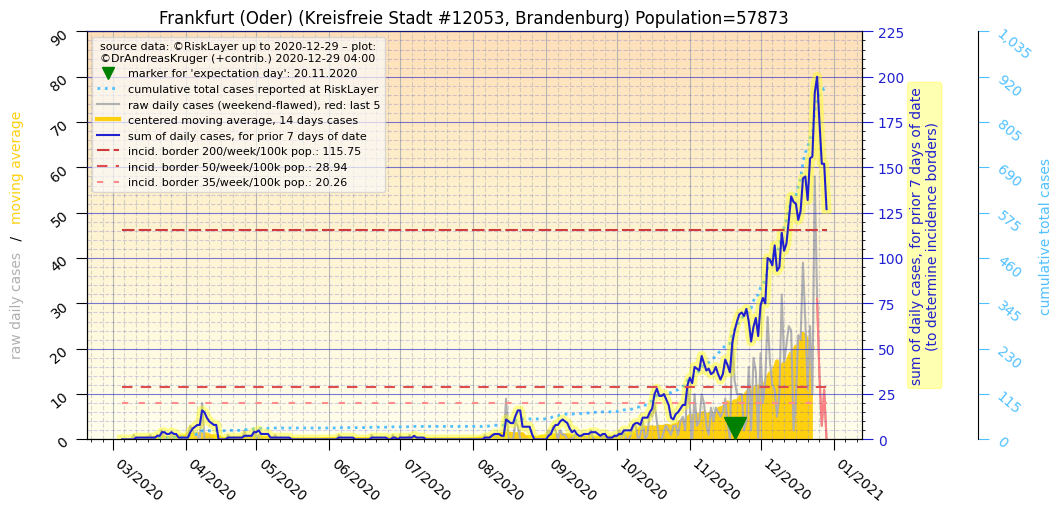 Frankfurt (Oder) (Kreisfreie Stadt #12053, Brandenburg) Population=57873
source data: ©RiskLayer up to 2020-12-29 – plot:
©DrAndreasKruger (+contrib.) 2020-12-29 04:00
marker for 'expectation day': 20.11.2020
cumulative total cases reported at RiskLayer
raw daily cases (weekend-flawed), red: last 5
centered moving average, 14 days cases
sum of daily cases, for prior 7 days of date
incid. border 200/week/100k pop.: 115.75
incid. border 50/week/100k pop.: 28.94
incid. border 35/week/100k pop.: 20.26
raw daily cases / moving average
90
80
70
60
50
40
30
20
10
0
03/2020
04/2020
05/2020
06/2020
07/2020
08/2020
09/2020
10/2020
11/2020
12/2020
01/2021
225
200
175
150
125
100
75
50
25
0
sum of daily cases, for prior 7 days of date
(to determine incidence borders)
1,035
920
805
690
575
460
345
230
115
0
cumulative total cases